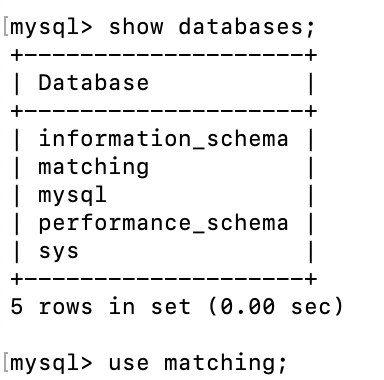 [mysql> show databases;
+--------------------+
| Database           |
+--------------------+
| information_schema |
| matching           |
| mysql              |
| performance_schema |
| sys                |
+--------------------+
5 rows in set (0.00 sec)
[mysql> use matching;